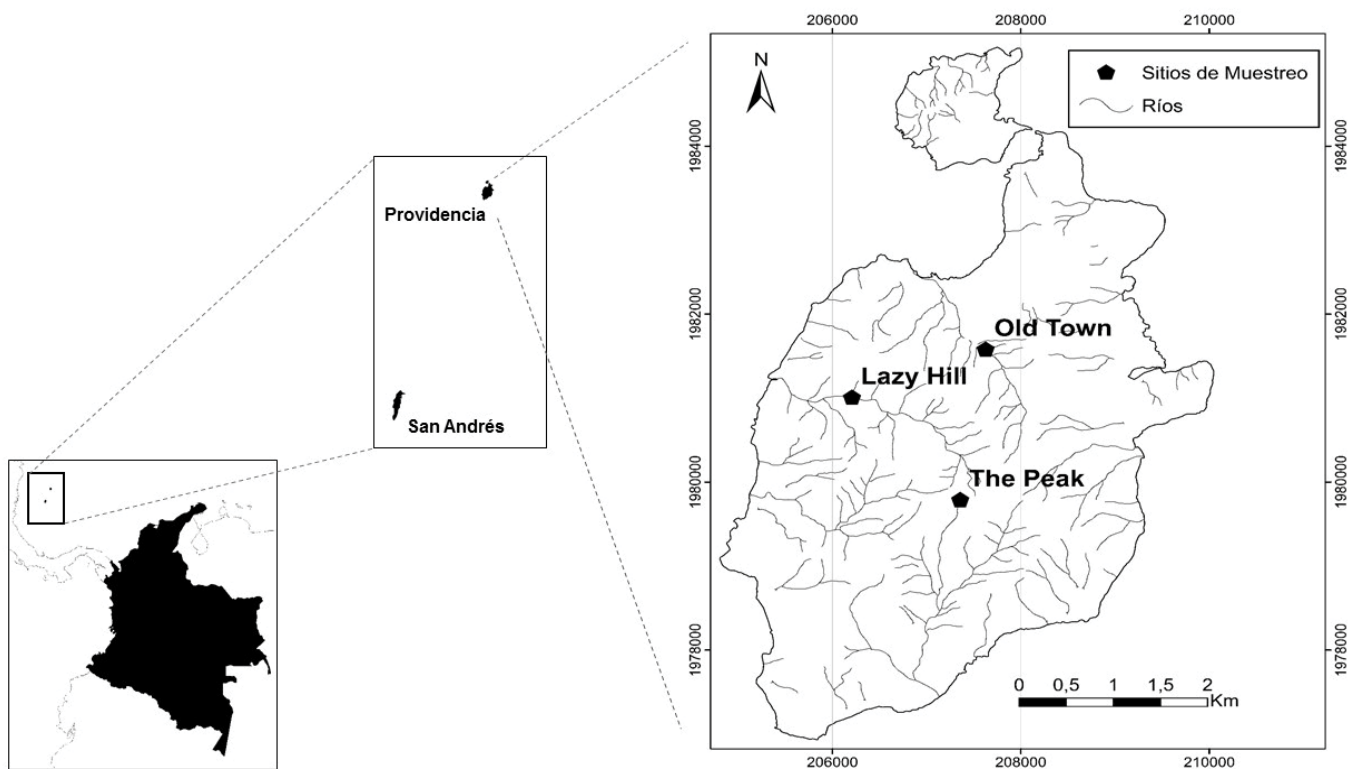 Providencia
San Andrés
206000 208000 210000
N
Sitios de Muestreo
Ríos
1984000 1984000
1982000 1982000
Old Town
Lazy Hill
1980000 1980000
The Peak
1978000 1978000
0 0,5 1 1,5 2
Km
206000 208000 210000